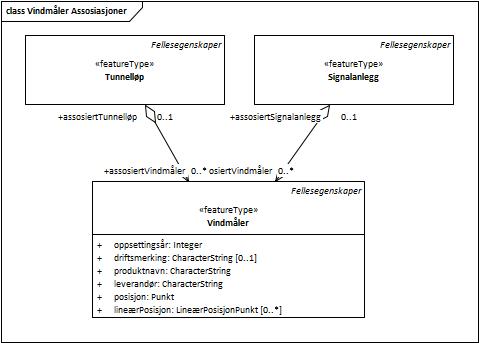 class Vindmåler Assosiasjoner
Fellesegenskaper
«featureType»
Tunnelløp
Fellesegenskaper
«featureType»
Signalanlegg
+assosiertTunnelløp 0..1
+assosiertSignalanlegg 0..1
+assosiertVindmåler 0..* osiertVindmåler 0..*
Fellesegenskaper
«featureType»
Vindmåler
+ oppsettingsår: Integer
+ driftsmerking: CharacterString [0..1]
+ produktnavn: CharacterString
+ leverandør: CharacterString
+ posisjon: Punkt
+ lineærPosisjon: LineærPosisjonPunkt [0..*]